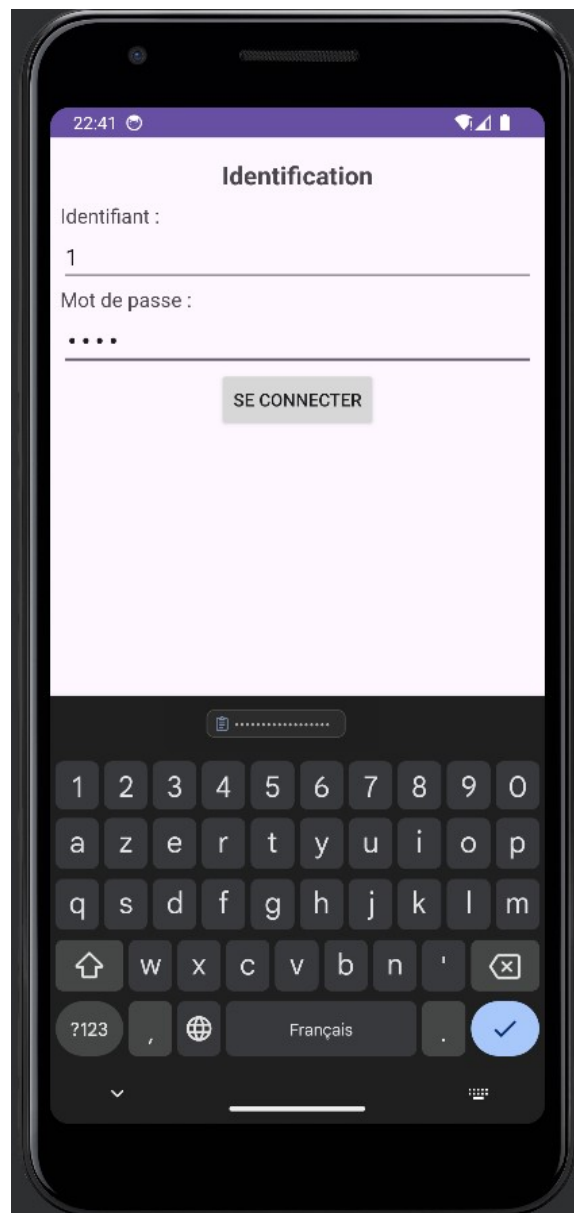 22:41
Identification
Identifiant :
1
Mot de passe :
••••
SE CONNECTER
••••••••••••••••••
1 2 3 4 5 6 7 8 9 0
a z e r t y u i o p
q s d f g h j k l m
w x c v b n '
?123 , Français .